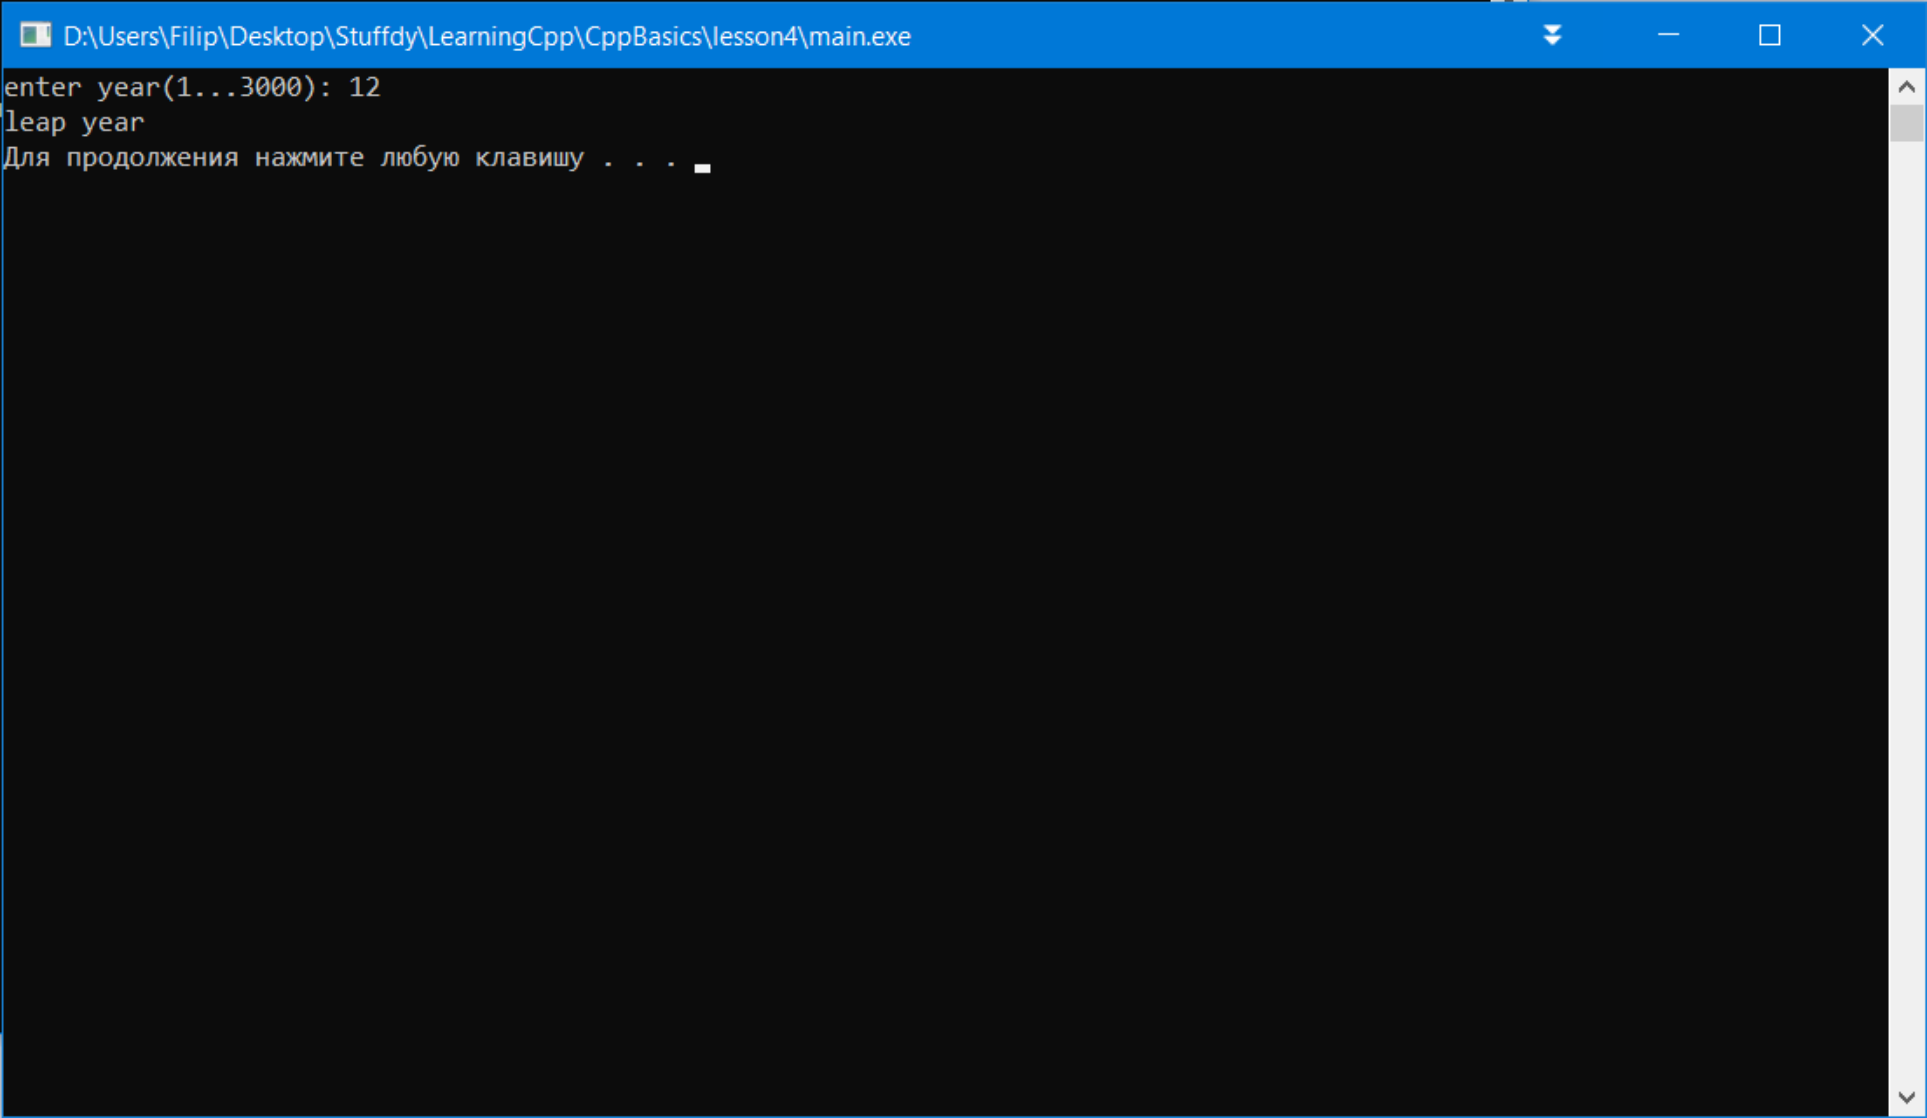 D:\Users\Filip\Desktop\Stuffdy\LearningCpp\CppBasics\lesson4\main.exe
enter year(1...3000): 12
leap year
Для продолжения нажмите любую клавишу . . .